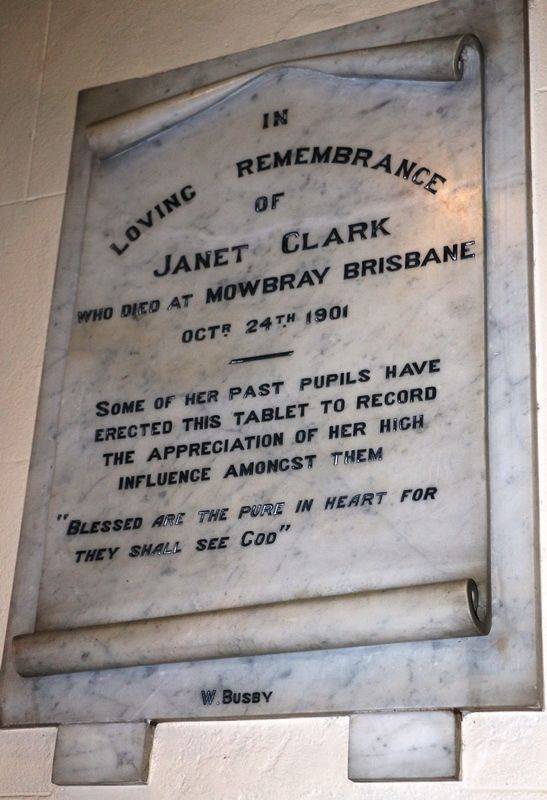 IN
LOVING REMEMBRANCE
OF
JANET CLARK
WHO DIED AT MOWBRAY BRISBANE
OCTR 24TH 1901
SOME OF HER PAST PUPILS HAVE
ERECTED THIS TABLET TO RECORD
THE APPRECIATION OF HER HIGH
INFLUENCE AMONGST THEM
"BLESSED ARE THE PURE IN HEART FOR
THEY SHALL SEE GOD"
W. BUSBY